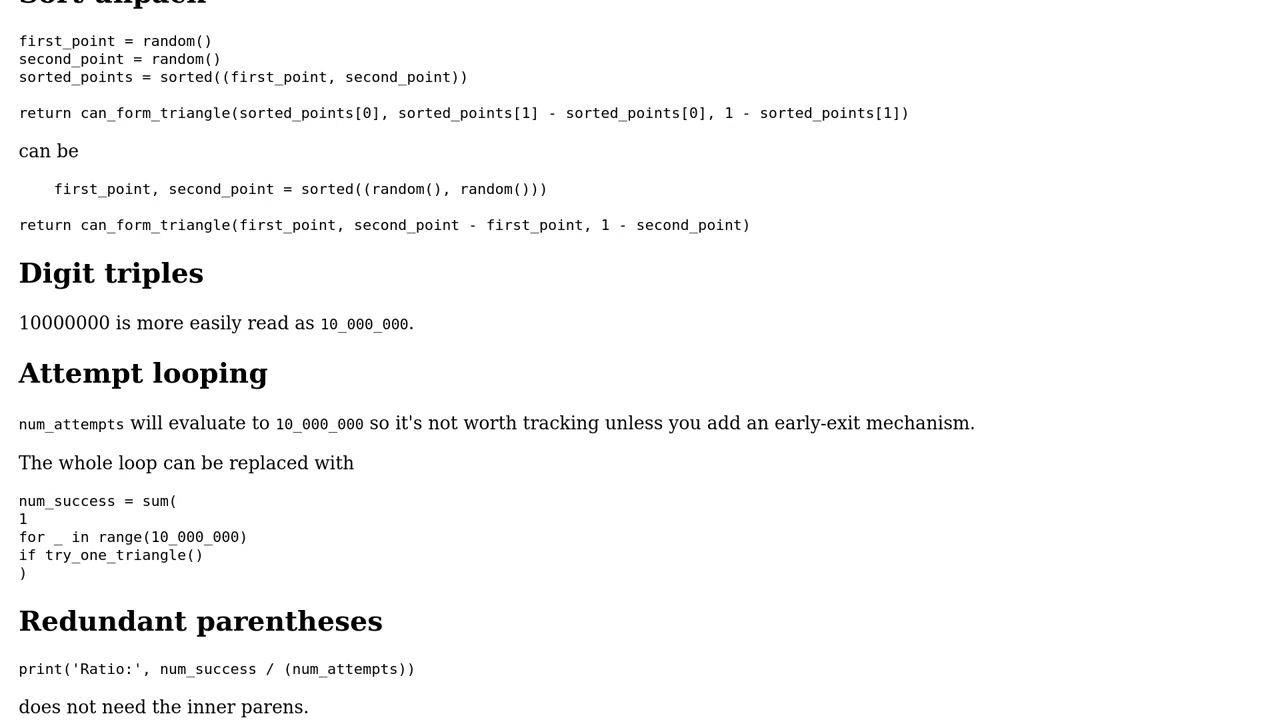 Sort unpack
first_point = random()
second_point = random()
sorted_points = sorted((first_point, second_point))
return can_form_triangle(sorted_points[0], sorted_points[1] - sorted_points[0], 1 - sorted_points[1])
can be
first_point, second_point = sorted((random(), random()))
return can_form_triangle(first_point, second_point - first_point, 1 - second_point)
Digit triples
10000000 is more easily read as 10_000_000.
Attempt looping
num_attempts will evaluate to 10_000_000 so it's not worth tracking unless you add an early-exit mechanism.
The whole loop can be replaced with
num_success = sum(
1
for _ in range(10_000_000)
if try_one_triangle()
)
Redundant parentheses
print('Ratio:', num_success / (num_attempts))
does not need the inner parens.